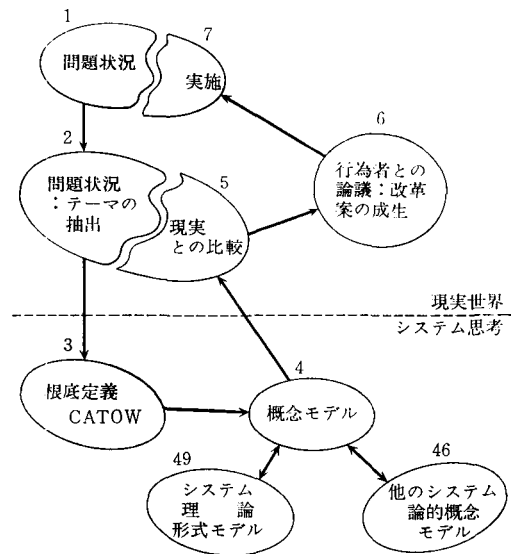 1
問題状況
7
実施
2
問題状況
：テーマの
抽出
5
現実
との比較
6
行為者との
論議：改革
案の成生
現実世界
システム思考
3
根底定義
CATOW
4
概念モデル
49
システム
理　論
形式モデル
46
他のシステム
論的概念
モデル